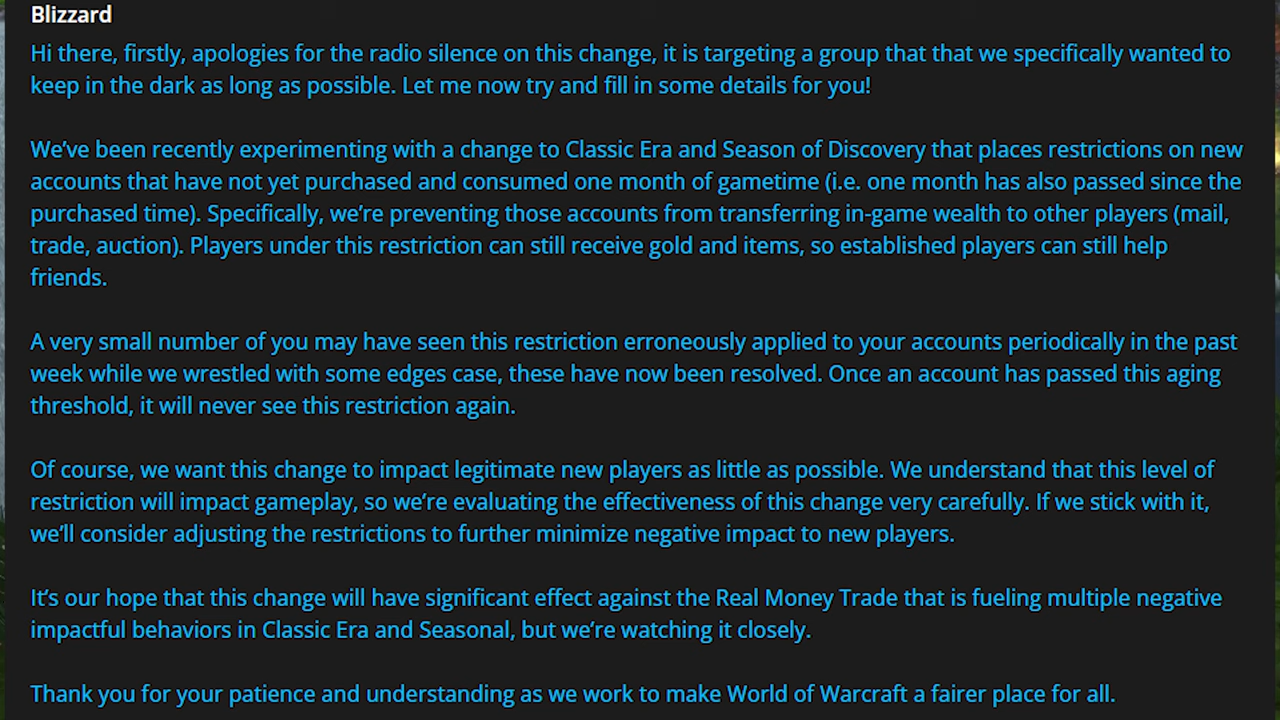 Blizzard
Hi there, firstly, apologies for the radio silence on this change, it is targeting a group that that we specifically wanted to
keep in the dark as long as possible. Let me now try and fill in some details for you!
We've been recently experimenting with a change to Classic Era and Season of Discovery that places restrictions on new
accounts that have not yet purchased and consumed one month of gametime (i.e. one month has also passed since the
purchased time). Specifically, we're preventing those accounts from transferring in-game wealth to other players (mail,
trade, auction). Players under this restriction can still receive gold and items, so established players can still help
friends.
A very small number of you may have seen this restriction erroneously applied to your accounts periodically in the past
week while we wrestled with some edges case, these have now been resolved. Once an account has passed this aging
threshold, it will never see this restriction again.
Of course, we want this change to impact legitimate new players as little as possible. We understand that this level of
restriction will impact gameplay, so we're evaluating the effectiveness of this change very carefully. If we stick with it,
we'll consider adjusting the restrictions to further minimize negative impact to new players.
It's our hope that this change will have significant effect against the Real Money Trade that is fueling multiple negative
impactful behaviors in Classic Era and Seasonal, but we're watching it closely.
Thank you for your patience and understanding as we work to make World of Warcraft a fairer place for all.